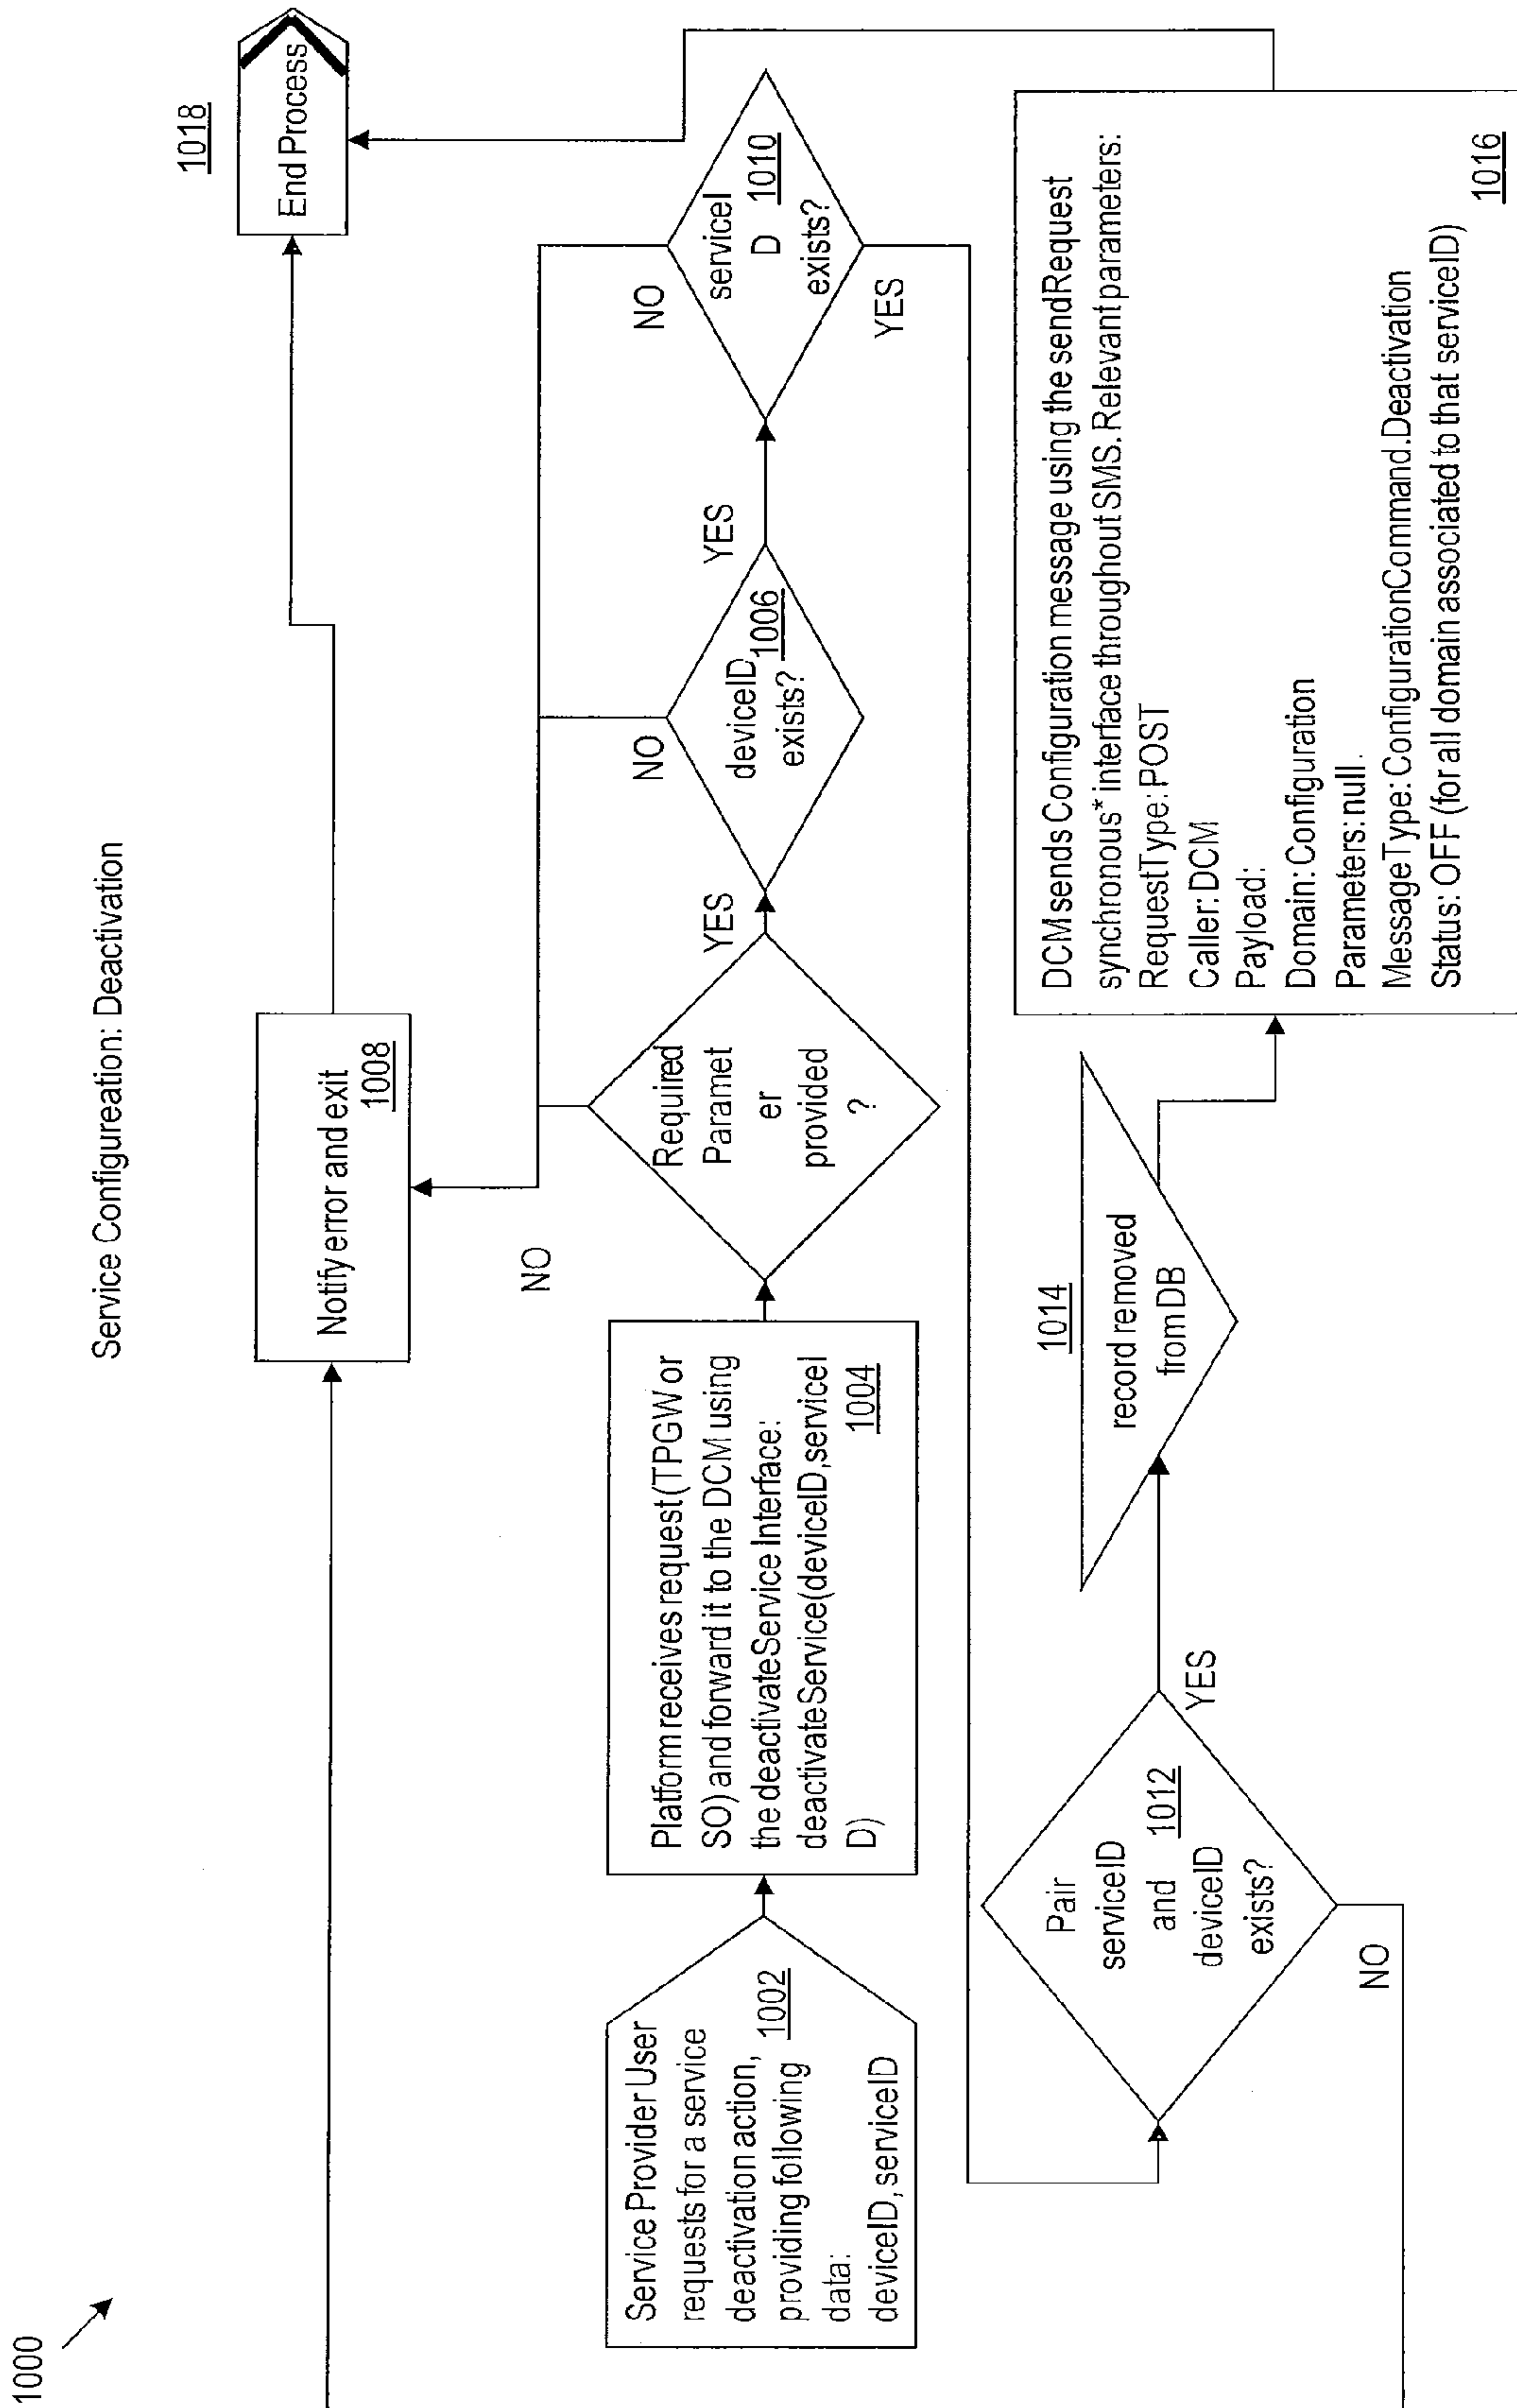 1000
Service Configureation: Deactivation
Notify error and exit
1008
1018
End Process
Service Provider User
requests for a service
deactivation action,
providing following
data:
deviceID, serviceID
1002
Platform receives request (TPGW or
SO) and forward it to the DCM using
the deactivateService Interface:
deactivateService(deviceID,serviceI
D)
1004
NO
Required
Paramet
er
provided
?
YES
NO
deviceID
exists?
1006
YES
NO
serviceI
D
exists?
1010
YES
Pair
serviceID
and
deviceID
exists?
1012
YES
NO
1014
record removed
from DB
DCM sends Configuration message using the sendRequest
synchronous* interface throughout SMS. Relevant parameters:
RequestType: POST
Caller: DCM
Payload:
Domain: Configuration
Parameters: null.
MessageType: ConfigurationCommand.Deactivation
Status: OFF (for all domain associated to that serviceID)
1016